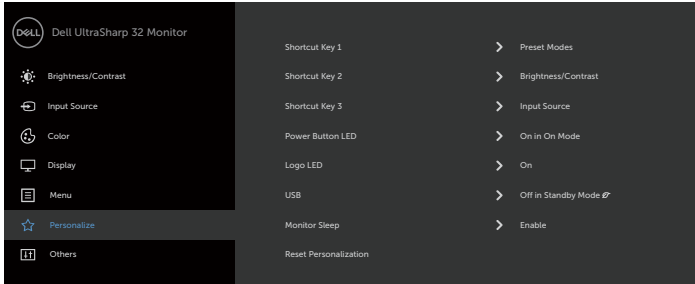 DELL Dell UltraSharp 32 Monitor
Brightness/Contrast
Input Source
Color
Display
Menu
Personalize
Others
Shortcut Key 1 Preset Modes
Shortcut Key 2 Brightness/Contrast
Shortcut Key 3 Input Source
Power Button LED On in On Mode
Logo LED On
USB Off in Standby Mode
Monitor Sleep Enable
Reset Personalization